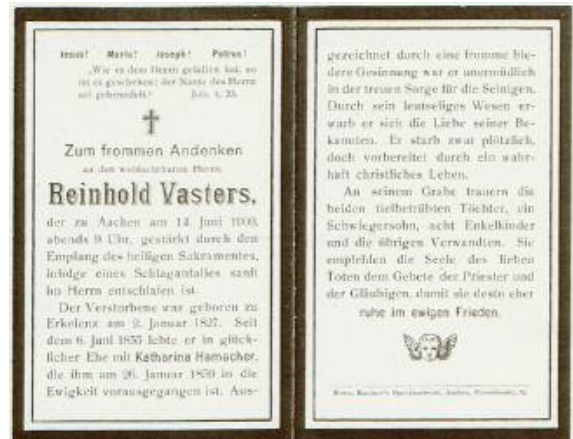 Jesus! Maria! Joseph! Petrus!
„Wie es dem Herrn gefallen hat, so
ist es geschehen; der Name des Herrn
sei gebenedeit." Job. 1, 23.
Zum frommen Andenken
an den wohlachtbaren Herrn
Reinhold Vasters,
der zu Aachen am 14. Juni 1909,
abends 9 Uhr, gestärkt durch den
Empfang des heiligen Sakramentes,
infolge eines Schlaganfalles sanft
im Herrn entschlafen ist.
Der Verstorbene war geboren zu
Erkelenz am 2. Januar 1827. Seit
dem 6. Juni 1855 lebte er in glück-
licher Ehe mit Katharina Hamacher,
die ihm am 26. Januar 1859 in die
Ewigkeit vorausgegangen ist. Aus-
gezeichnet durch eine fromme bie-
dere Gesinnung war er unermüdlich
in der treuen Sorge für die Seinigen.
Durch sein leutseliges Wesen er-
warb er sich die Liebe seiner Be-
kannten. Er starb zwar plötzlich,
doch vorbereitet durch ein wahr-
haft christliches Leben.
An seinem Grabe trauern die
beiden tiefbetrübten Töchter, ein
Schwiegersohn, acht Enkelkinder
und die übrigen Verwandten. Sie
empfehlen die Seele des lieben
Toten dem Gebete der Priester und
der Gläubigen, damit sie desto eher
ruhe im ewigen Frieden.